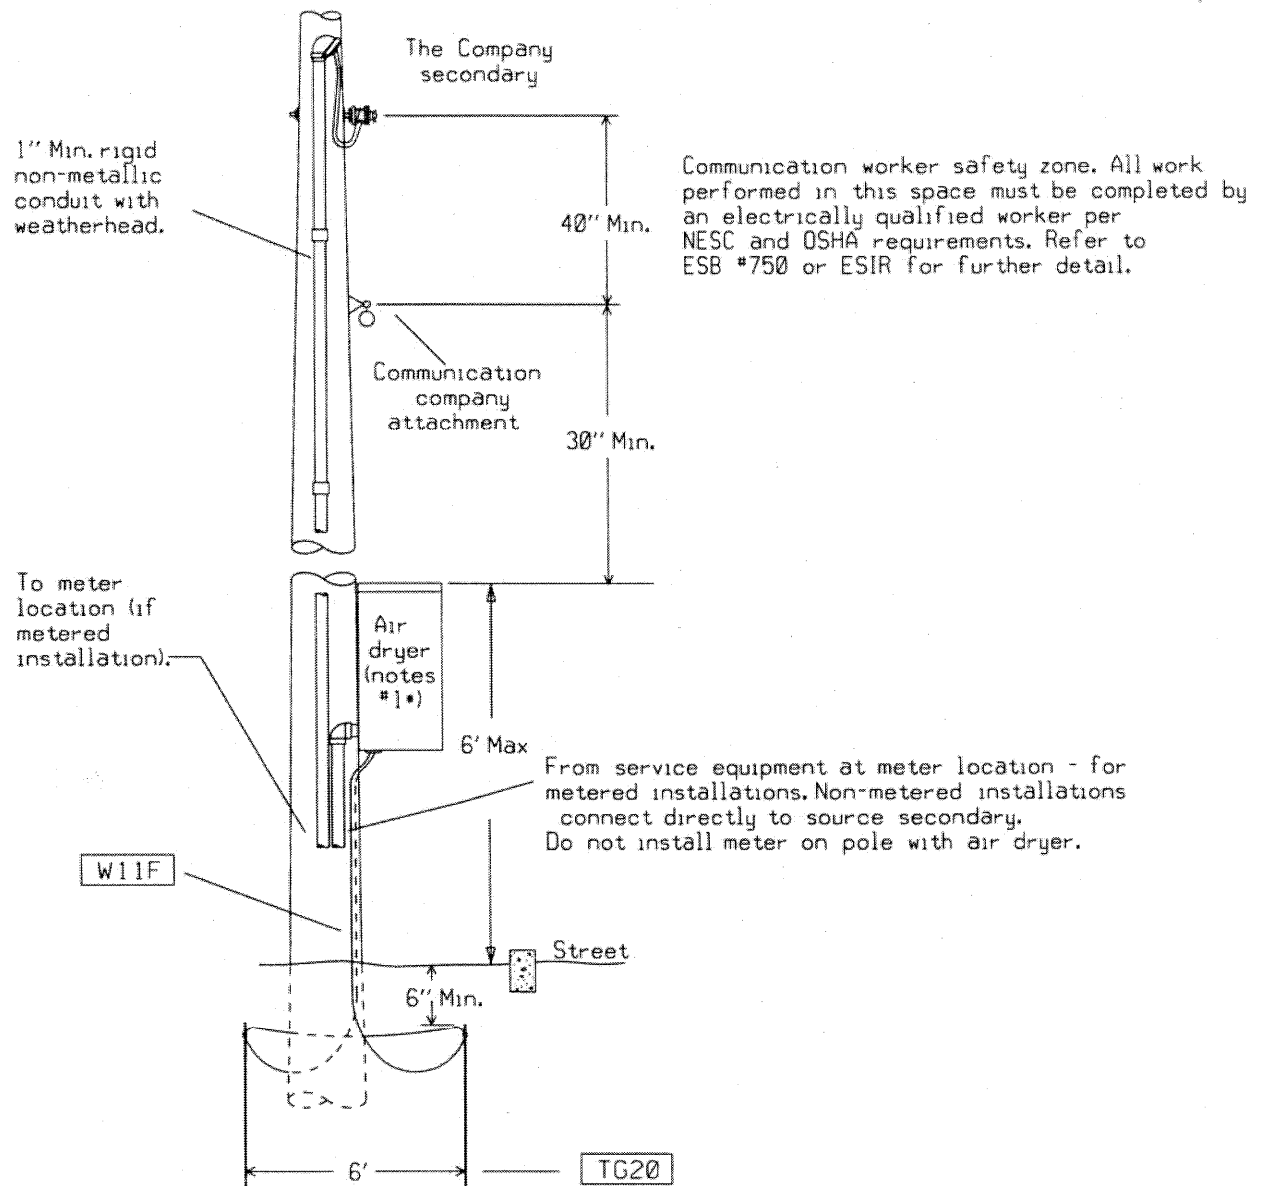 The Company
secondary
1" Min. rigid
non-metallic
conduit with
weatherhead.
Communication worker safety zone. All work
performed in this space must be completed by
an electrically qualified worker per
NESC and OSHA requirements. Refer to
ESB #750 or ESIR for further detail.
40" Min.
Communication
company
attachment
30" Min.
To meter
location (if
metered
installation).
Air
dryer
(notes
#1*)
6' Max
From service equipment at meter location - for
metered installations. Non-metered installations
connect directly to source secondary.
Do not install meter on pole with air dryer.
W11F
Street
6" Min.
6'
TG20